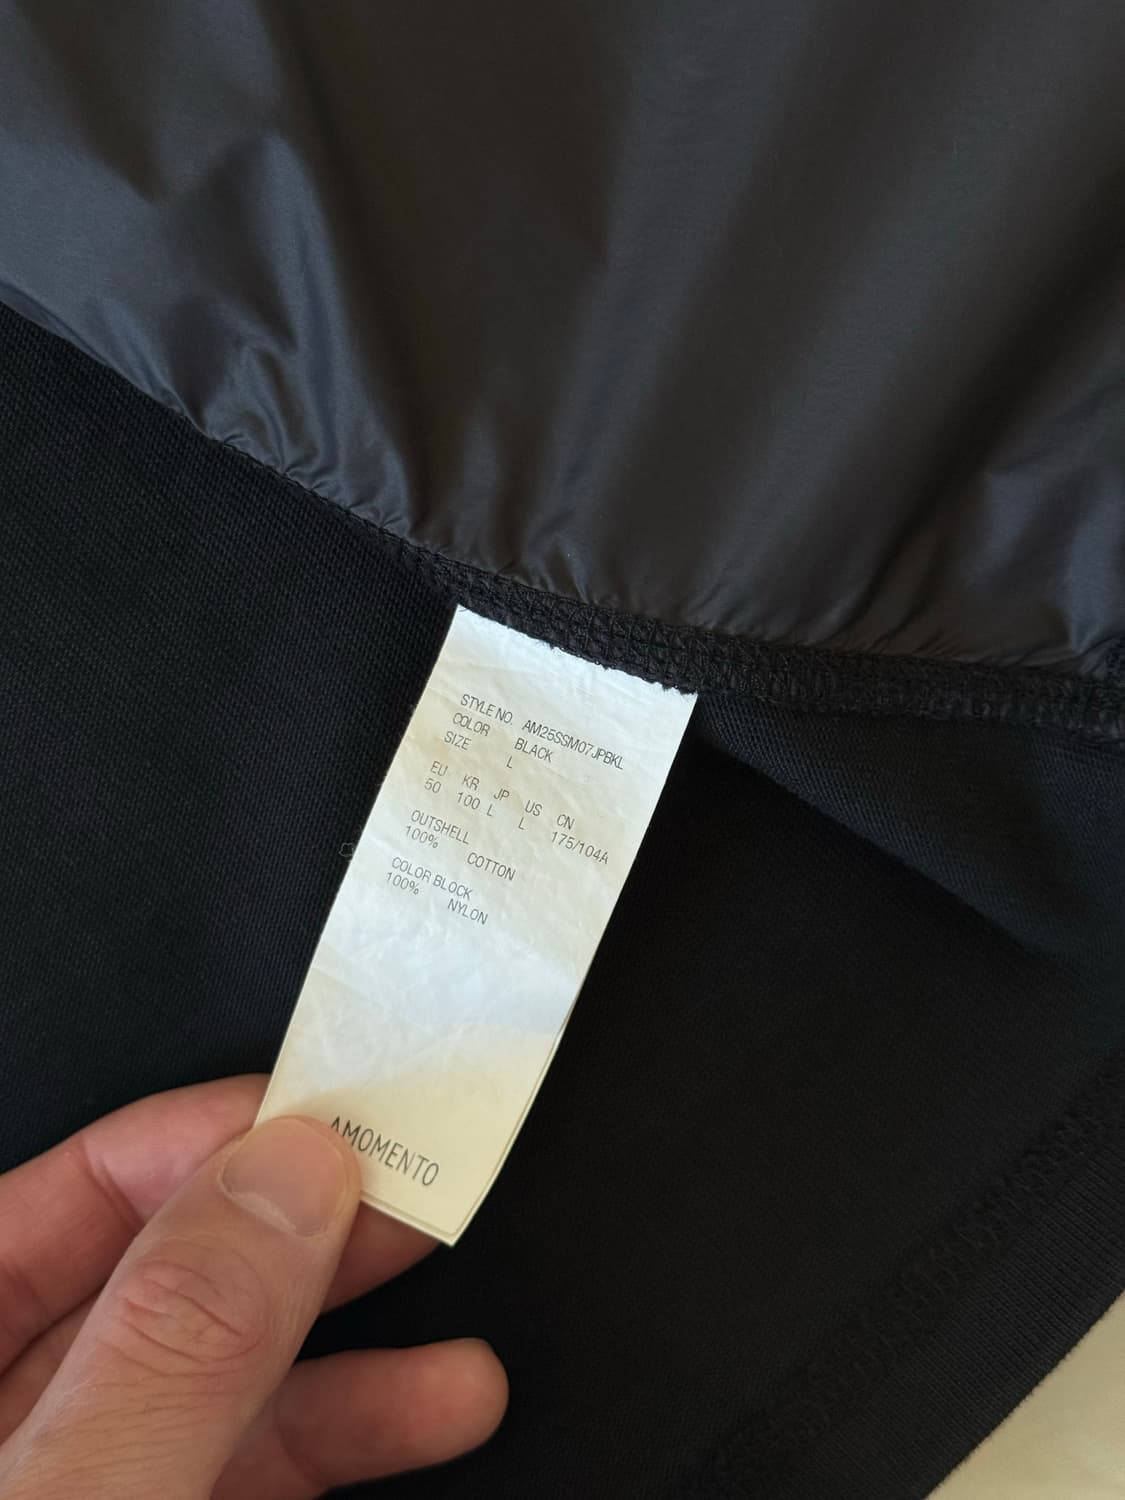 STYLE NO. AM25SSM07JPBKL
COLOR BLACK
SIZE L
EU KR JP US CN
50 100 L L 175/104A
OUTSHELL
100% COTTON
COLOR BLOCK
100% NYLON
AMOMENTO